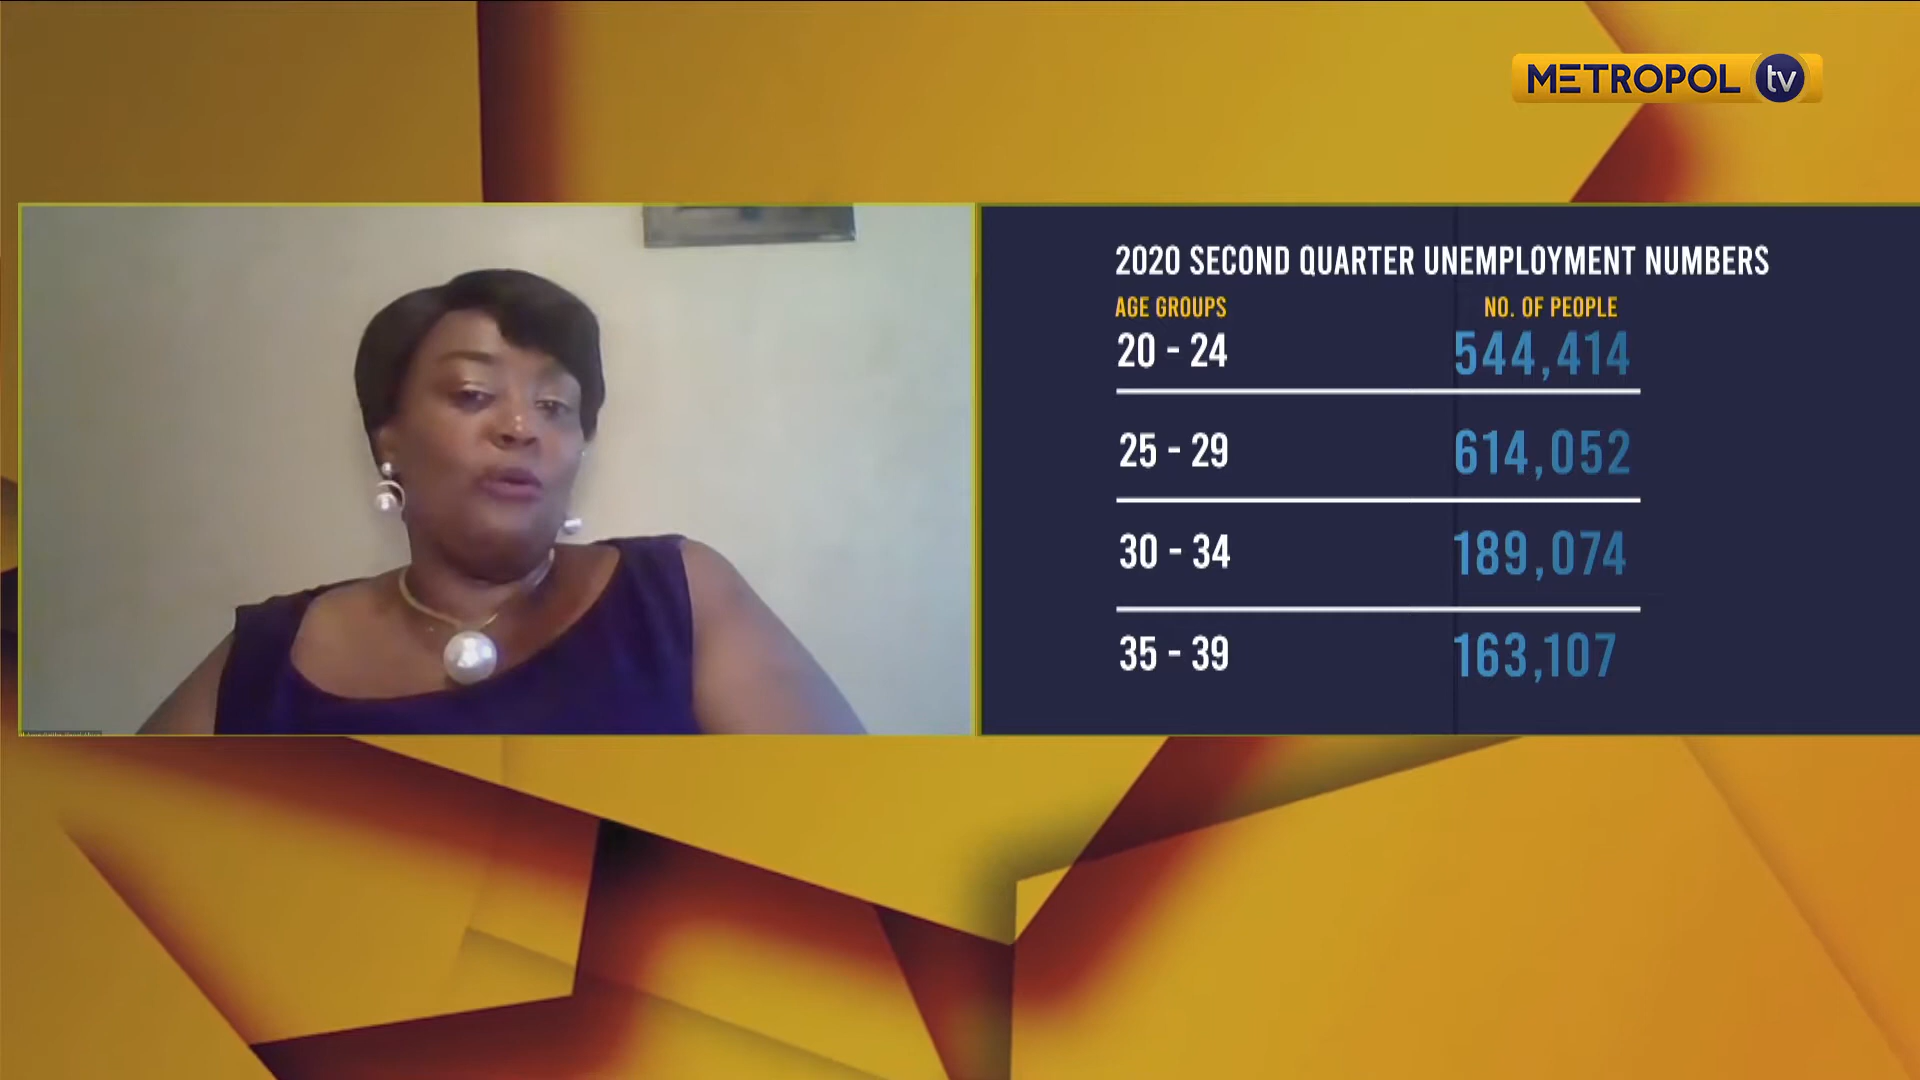 METROPOL tv
2020 SECOND QUARTER UNEMPLOYMENT NUMBERS
AGE GROUPS NO. OF PEOPLE
20 - 24 544,414
25 - 29 614,052
30 - 34 189,074
35 - 39 163,107